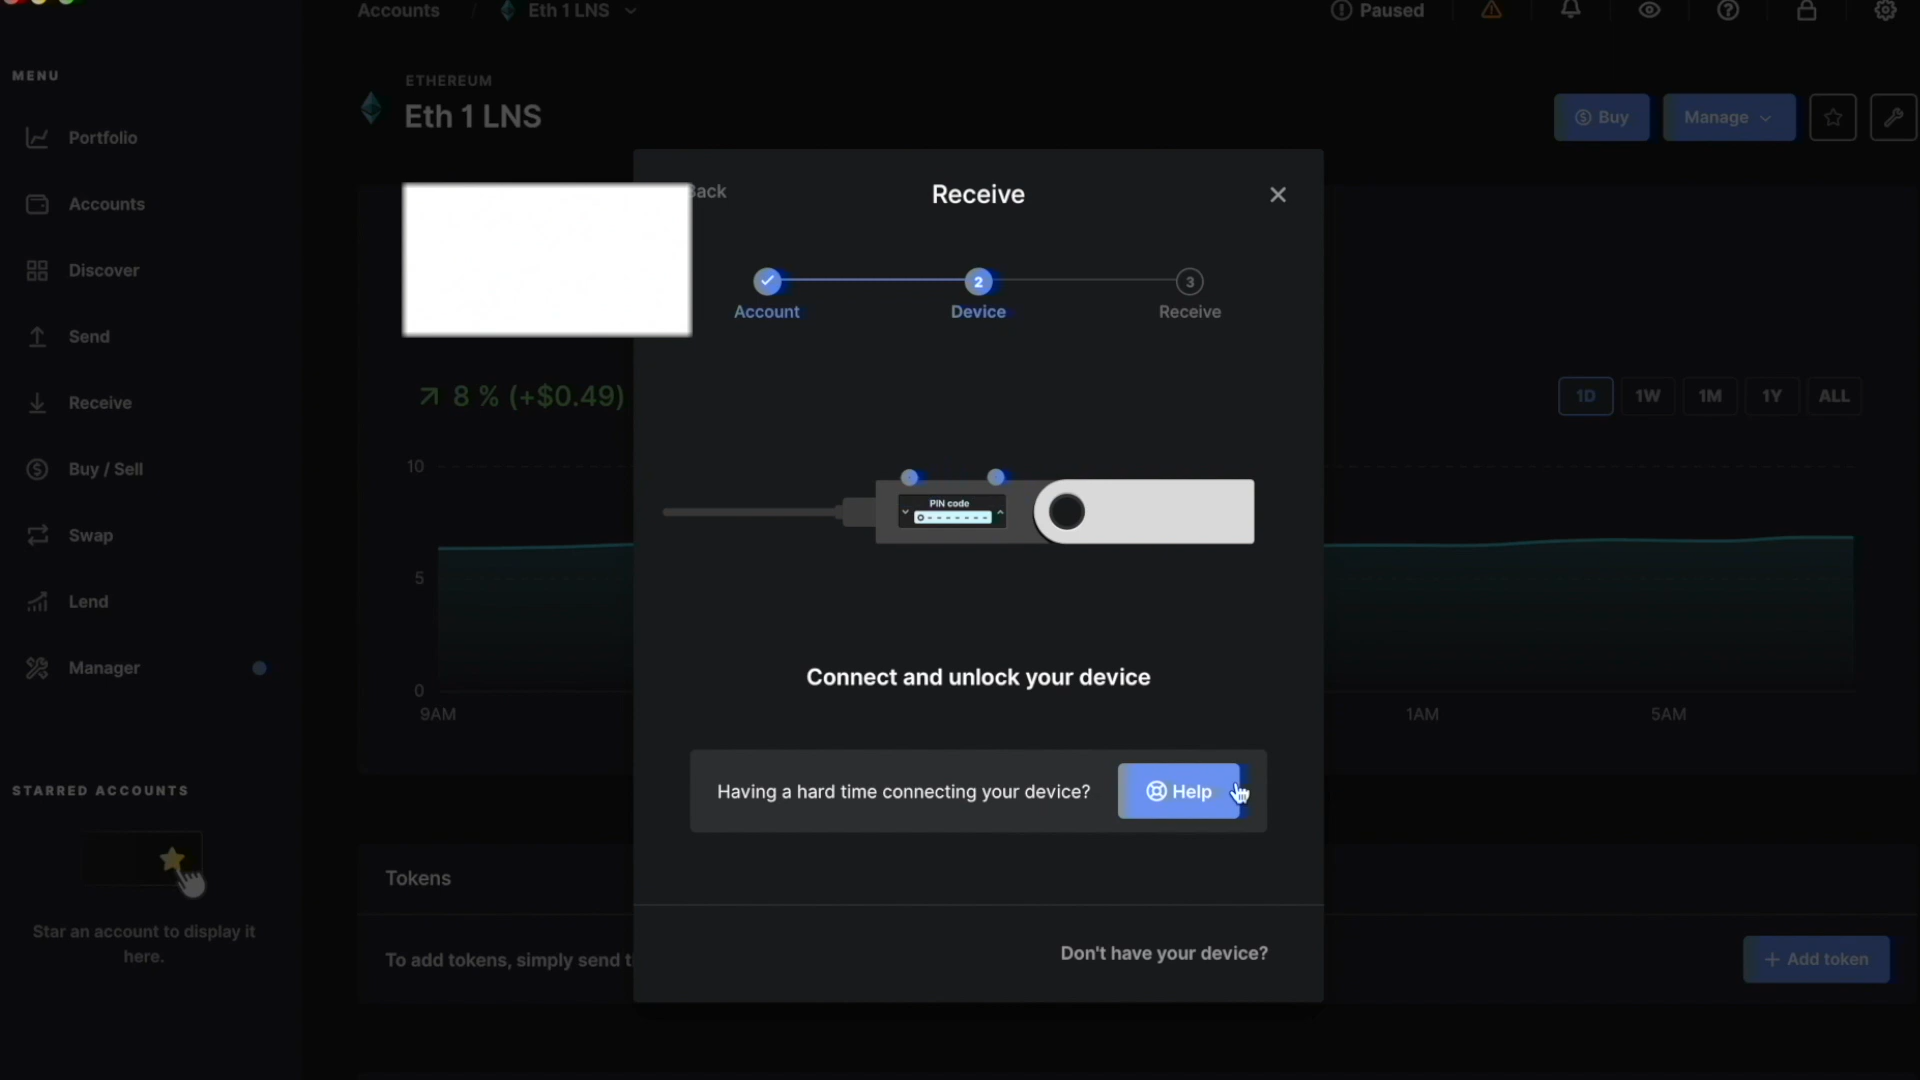 Accounts / Eth 1 LNS
Paused
MENU
ETHEREUM
Eth 1 LNS
Portfolio
Accounts
Discover
Send
Receive
Buy / Sell
Swap
Lend
Manager
Buy
Manage
Back
Receive
2
3
Account
Device
Receive
8 % (+$0.49)
1D
1W
1M
1Y
ALL
10
5
0
9AM
1AM
5AM
PIN code
Connect and unlock your device
Having a hard time connecting your device?
Help
Don't have your device?
STARRED ACCOUNTS
Star an account to display it
here.
Tokens
To add tokens, simply send
+ Add token